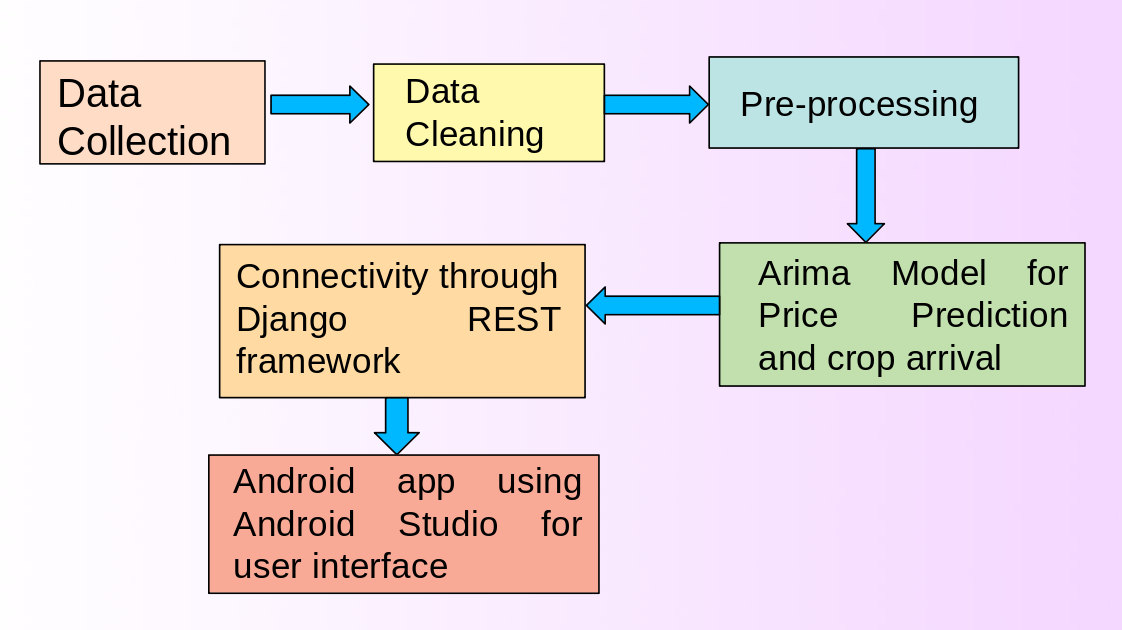 Data
Collection
Data
Cleaning
Pre-processing
Arima Model for
Price Prediction
and crop arrival
Connectivity through
Django REST
framework
Android app using
Android Studio for
user interface